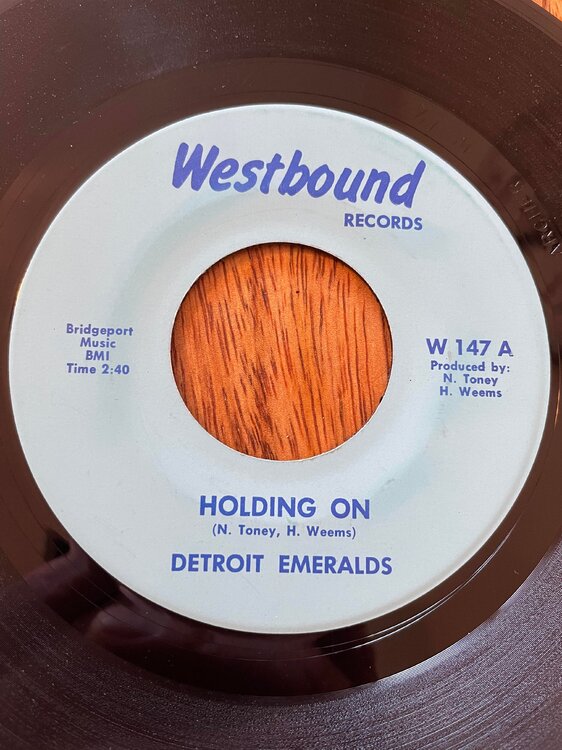 Westbound
RECORDS
Bridgeport
Music
BMI
Time 2:40
W 147 A
Produced by:
N. Toney
H. Weems
HOLDING ON
(N. Toney, H. Weems)
DETROIT EMERALDS